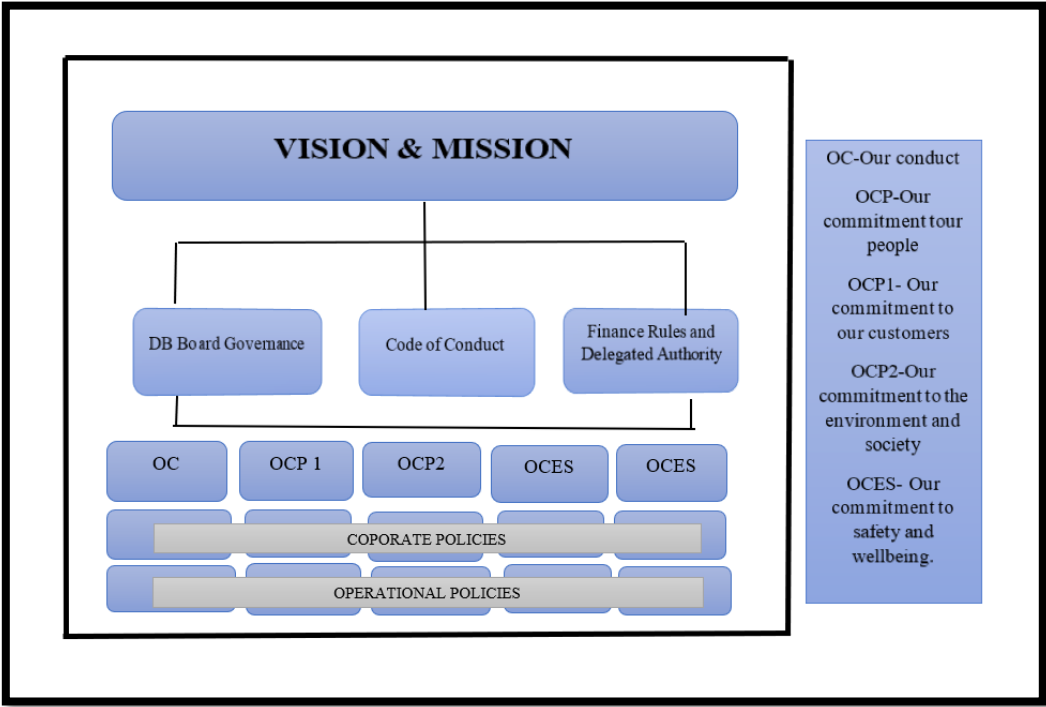 VISION & MISSION
DB Board Governance
Code of Conduct
Finance Rules and
Delegated Authority
OC
OCP 1
OCP2
OCES
OCES
COPORATE POLICIES
OPERATIONAL POLICIES
OC-Our conduct
OCP-Our
commitment tour
people
OCP1- Our
commitment to
our customers
OCP2-Our
commitment to the
environment and
society
OCES- Our
commitment to
safety and
wellbeing.